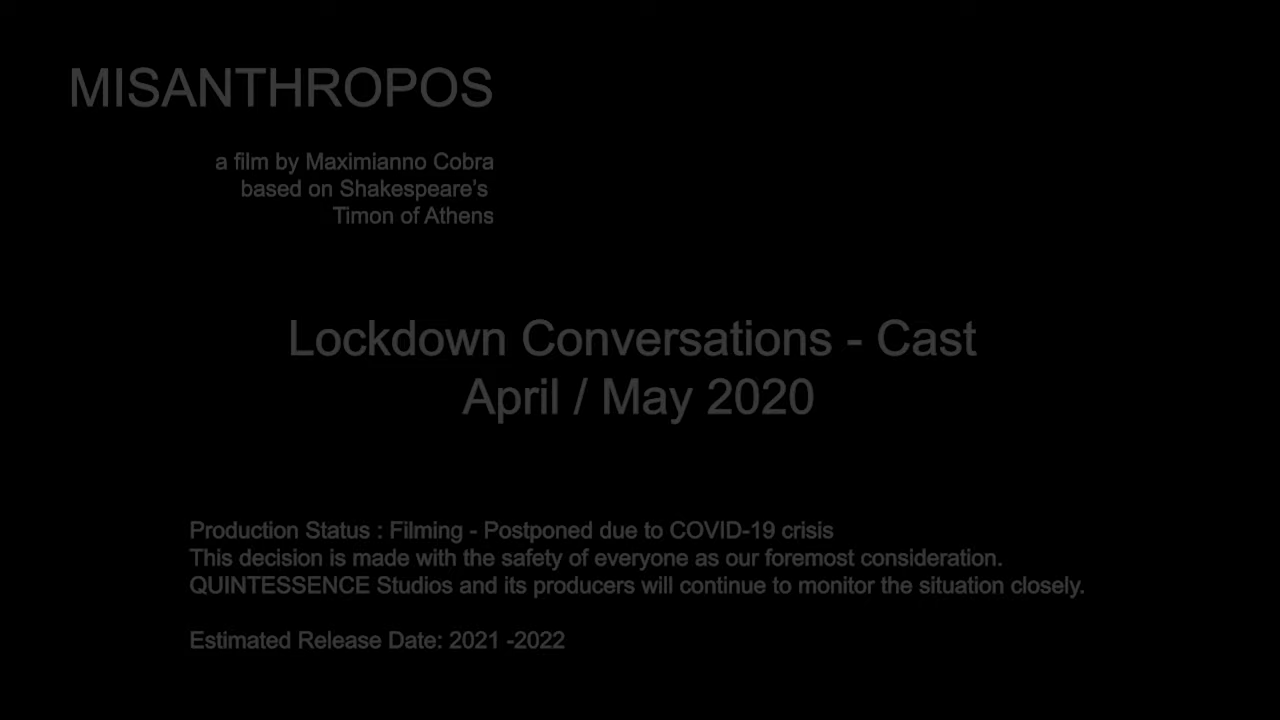 MISANTHROPOS
a film by Maximianno Cobra
based on Shakespeare's
Timon of Athens
Lockdown Conversations - Cast
April / May 2020
Production Status : Filming - Postponed due to COVID-19 crisis
This decision is made with the safety of everyone as our foremost consideration.
QUINTESSENCE Studios and its producers will continue to monitor the situation closely.
Estimated Release Date: 2021 -2022